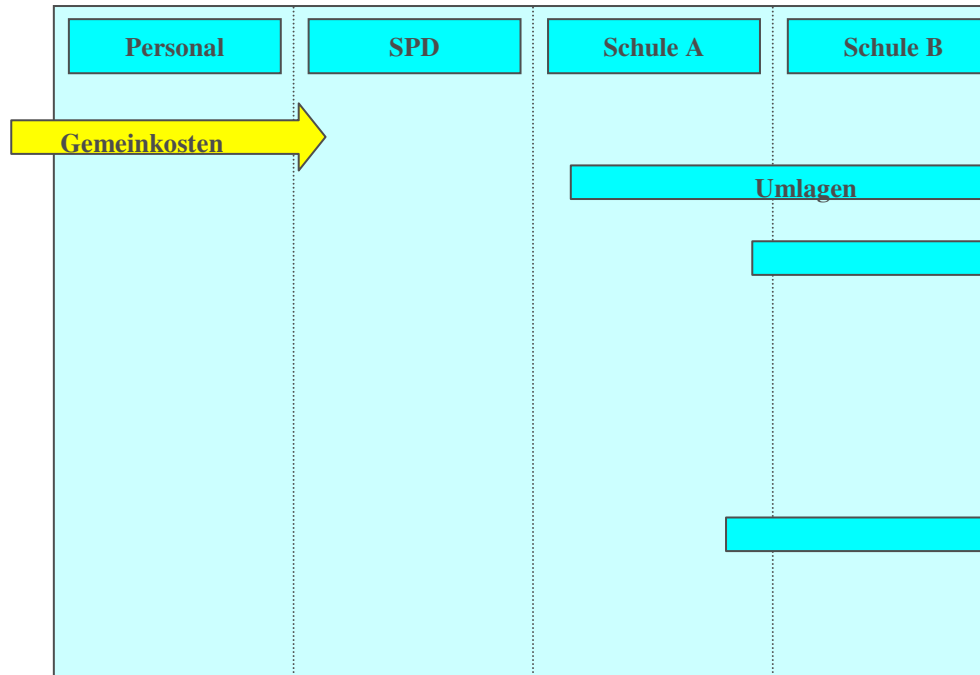 Personal
SPD
Schule A
Schule B
Gemeinkosten
Umlagen